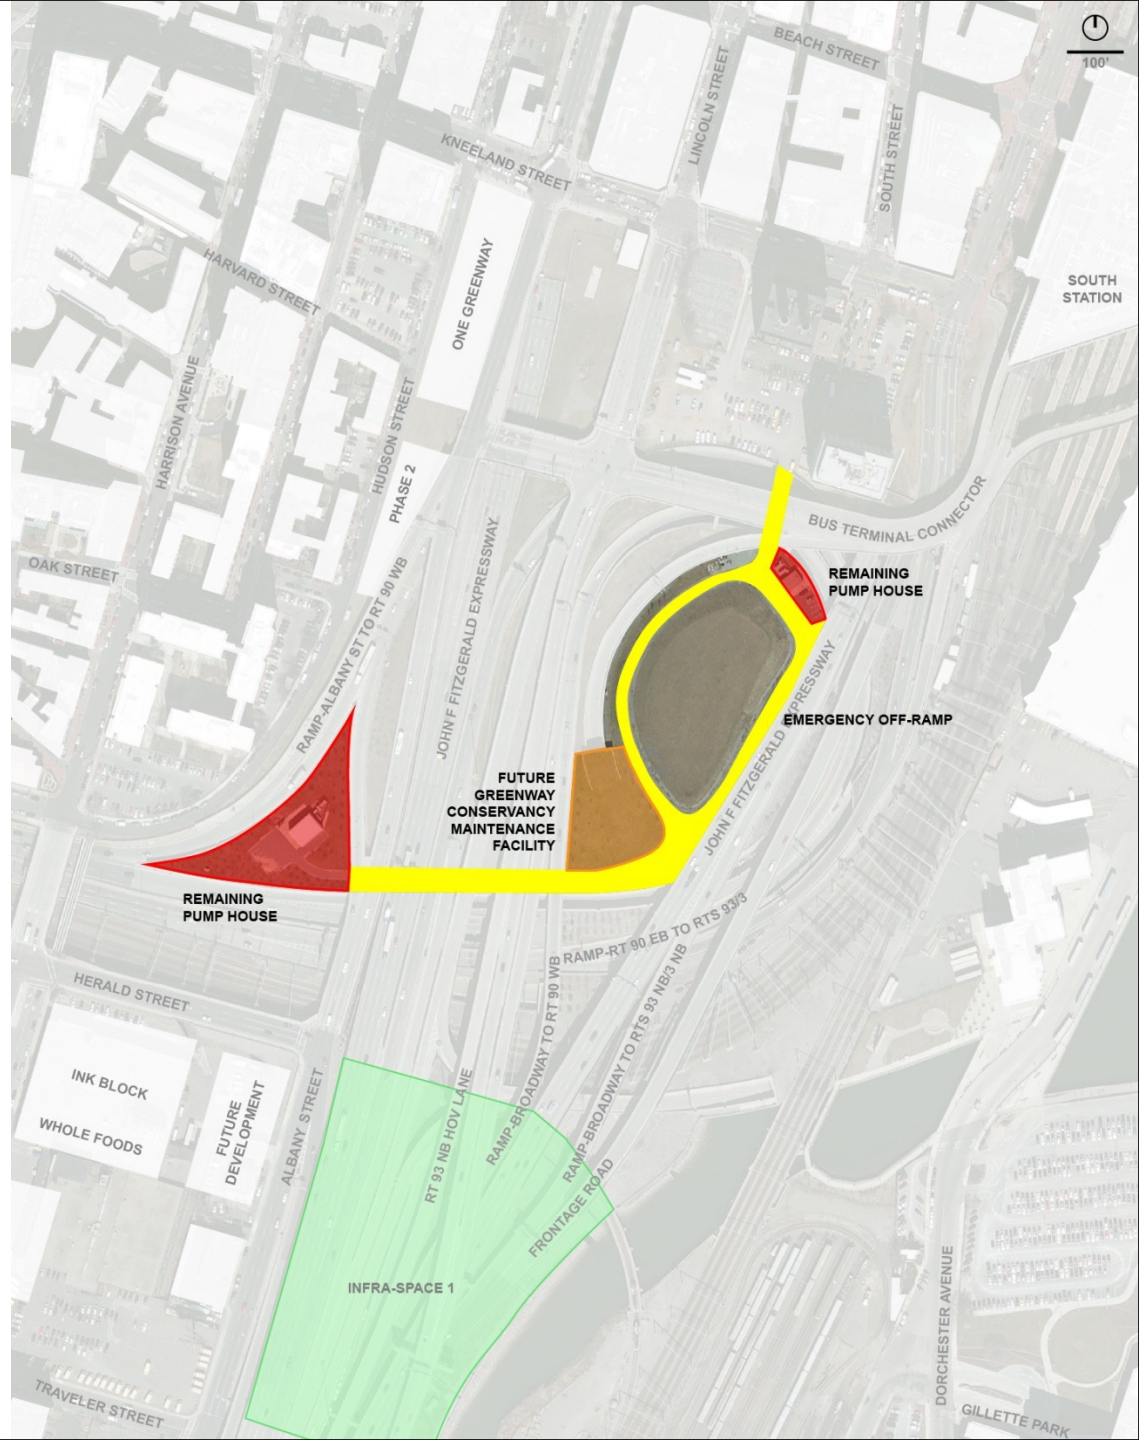 BEACH STREET
100'
LINCOLN STREET
KNEELAND STREET
SOUTH STREET
HARVARD STREET
ONE GREENWAY
SOUTH
STATION
HARRISON AVENUE
HUDSON STREET
PHASE 2
BUS TERMINAL CONNECTOR
OAK STREET
RAMP-ALBANY ST TO RT 90 WB
JOHN F FITZGERALD EXPRESSWAY
REMAINING
PUMP HOUSE
EMERGENCY OFF-RAMP
JOHN F FITZGERALD EXPRESSWAY
FUTURE
GREENWAY
CONSERVANCY
MAINTENANCE
FACILITY
REMAINING
PUMP HOUSE
RAMP-RT 90 EB TO RTS 93/3
HERALD STREET
RAMP-BROADWAY TO RT 90 WB
RAMP-BROADWAY TO RTS 93 NB/3 NB
INK BLOCK
WHOLE FOODS
FUTURE
DEVELOPMENT
ALBANY STREET
RT 93 NB HOV LANE
FRONTAGE ROAD
INFRA-SPACE 1
DORCHESTER AVENUE
TRAVELER STREET
GILLETTE PARK